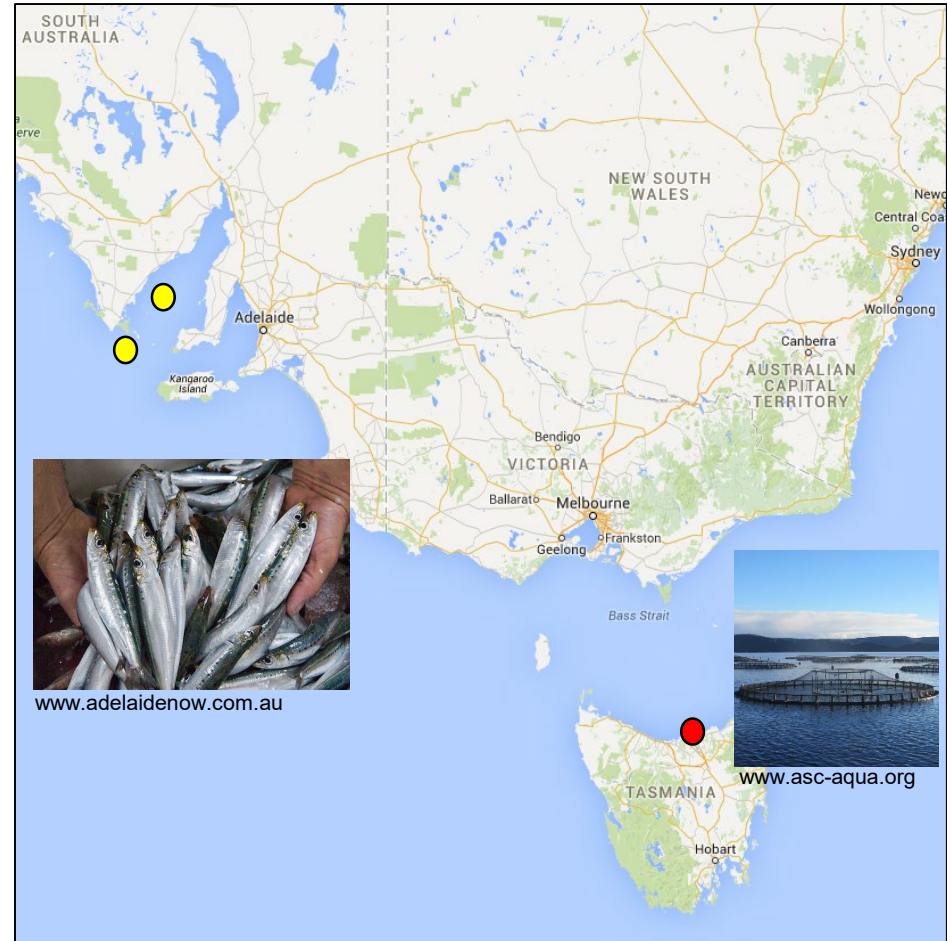 SOUTH
AUSTRALIA
erve
NEW SOUTH
WALES
Newc
Central Coa
Sydney
Wollongong
Adelaide
Canberra
AUSTRALIAN
CAPITAL
TERRITORY
Kangaroo
Island
Bendigo
VICTORIA
Ballarat
Melbourne
Geelong
Frankston
Bass Strait
www.adelaidenow.com.au
www.asc-aqua.org
TASMANIA
Hobart